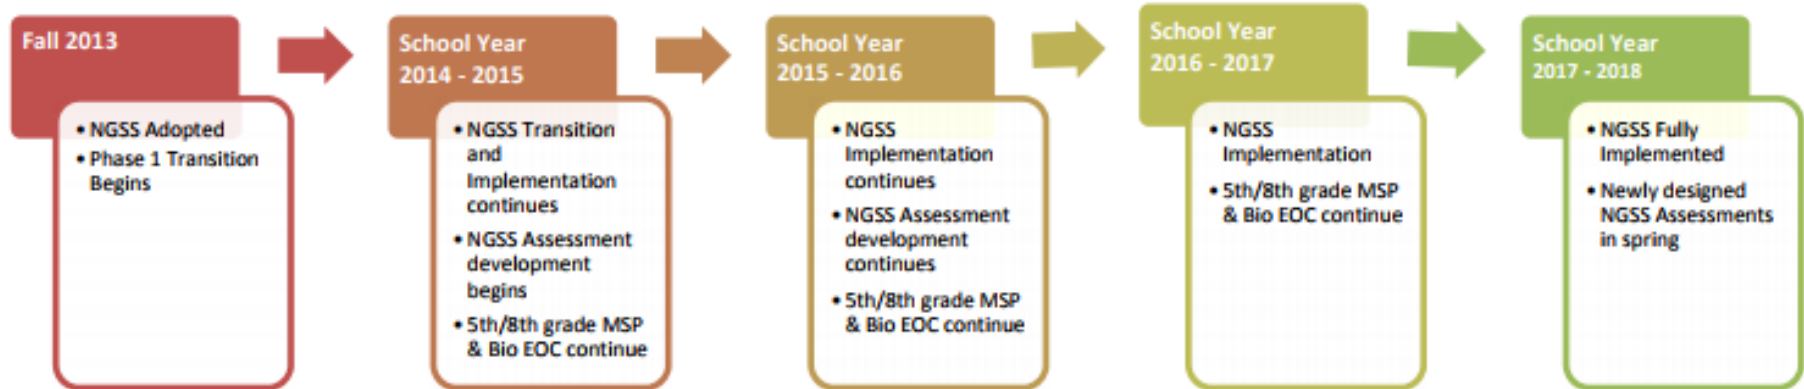 Fall 2013
• NGSS Adopted
• Phase 1 Transition
Begins
School Year
2014 - 2015
• NGSS Transition
and
Implementation
continues
• NGSS Assessment
development
begins
• 5th/8th grade MSP
& Bio EOC continue
School Year
2015 - 2016
• NGSS
Implementation
continues
• NGSS Assessment
development
continues
• 5th/8th grade MSP
& Bio EOC continue
School Year
2016 - 2017
• NGSS
Implementation
• 5th/8th grade MSP
& Bio EOC continue
School Year
2017 - 2018
• NGSS Fully
Implemented
• Newly designed
NGSS Assessments
in spring